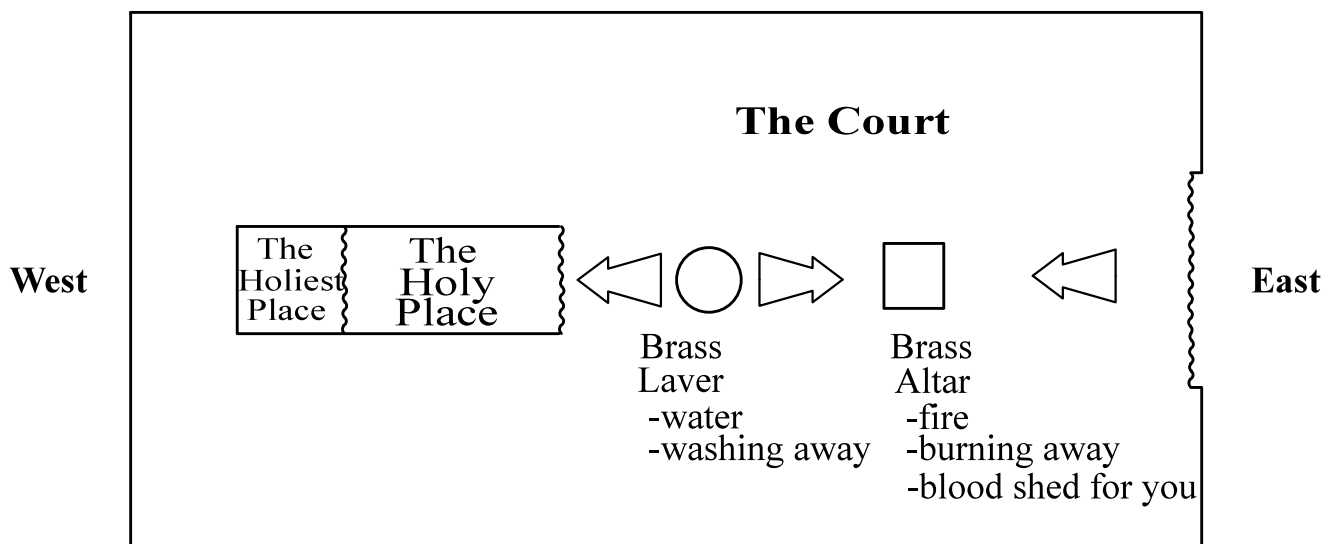 The Court
West
The
Holiest
Place
The
Holy
Place
East
Brass
Laver
-water
-washing away
Brass
Altar
-fire
-burning away
-blood shed for you